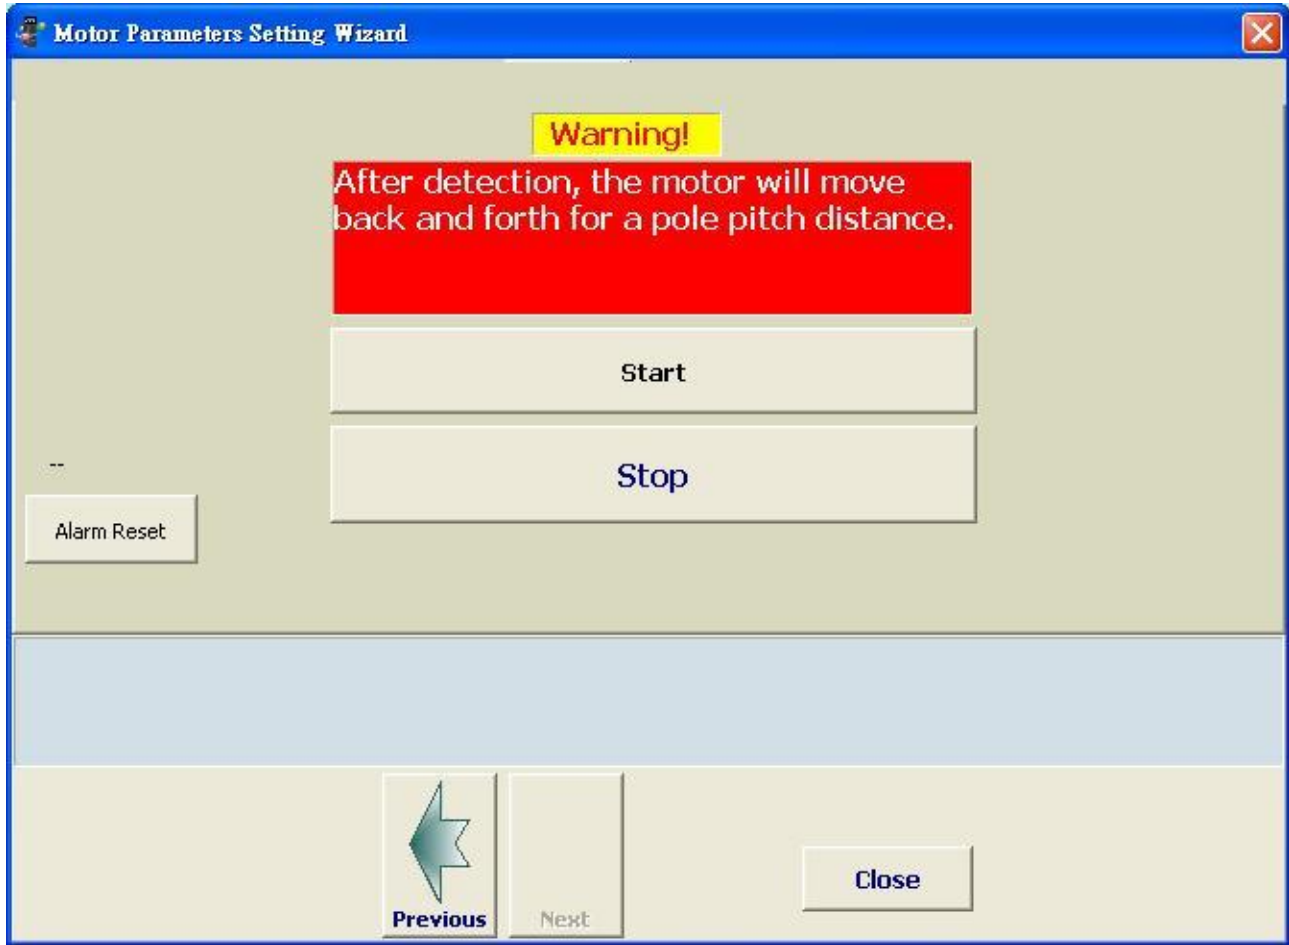 Motor Parameters Setting Wizard
Warning!
After detection, the motor will move
back and forth for a pole pitch distance.
Start
Stop
--
Alarm Reset
Previous
Next
Close